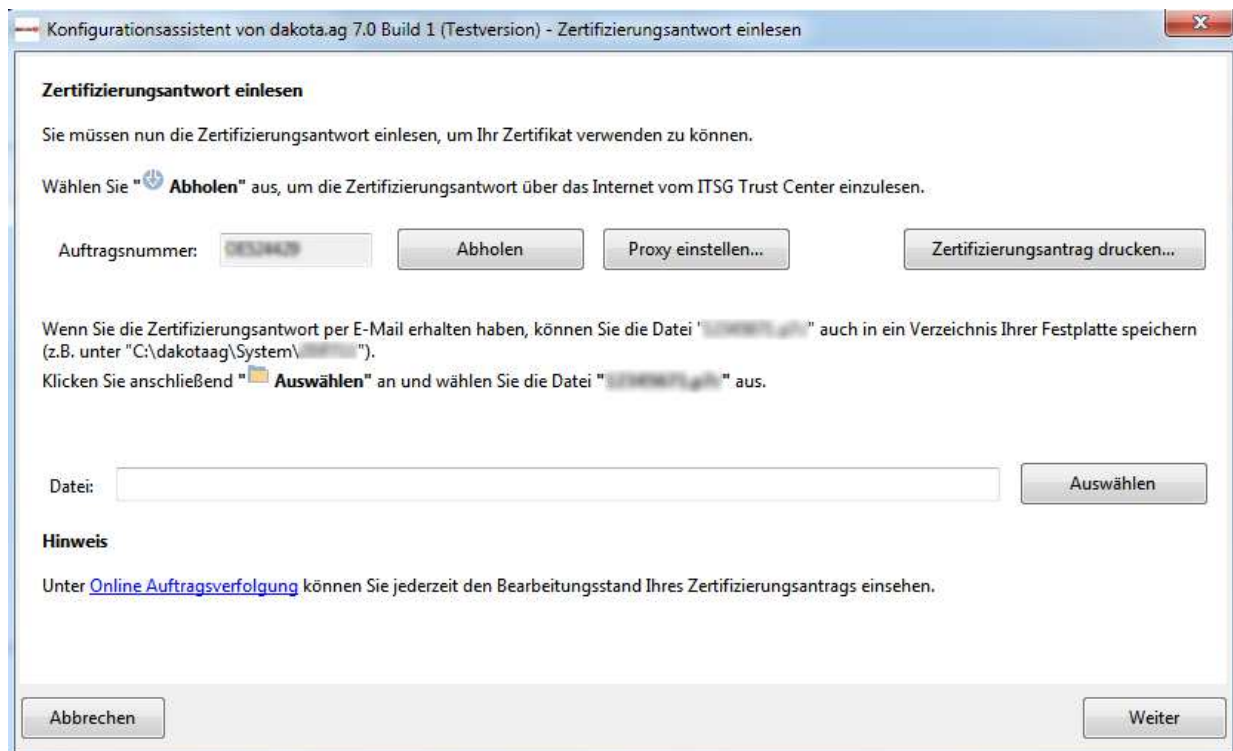 Konfigurationsassistent von dakota.ag 7.0 Build 1 (Testversion) - Zertifizierungsantwort einlesen
Zertifizierungsantwort einlesen
Sie müssen nun die Zertifizierungsantwort einlesen, um Ihr Zertifikat verwenden zu können.
Wählen Sie " Abholen" aus, um die Zertifizierungsantwort über das Internet vom ITSG Trust Center einzulesen.
Auftragsnummer: Abholen Proxy einstellen... Zertifizierungsantrag drucken...
Wenn Sie die Zertifizierungsantwort per E-Mail erhalten haben, können Sie die Datei " " auch in ein Verzeichnis Ihrer Festplatte speichern
(z.B. unter "C:\dakotaag\System\ ").
Klicken Sie anschließend " Auswählen" an und wählen Sie die Datei " " aus.
Datei: Auswählen
Hinweis
Unter Online Auftragsverfolgung können Sie jederzeit den Bearbeitungsstand Ihres Zertifizierungsantrags einsehen.
Abbrechen Weiter